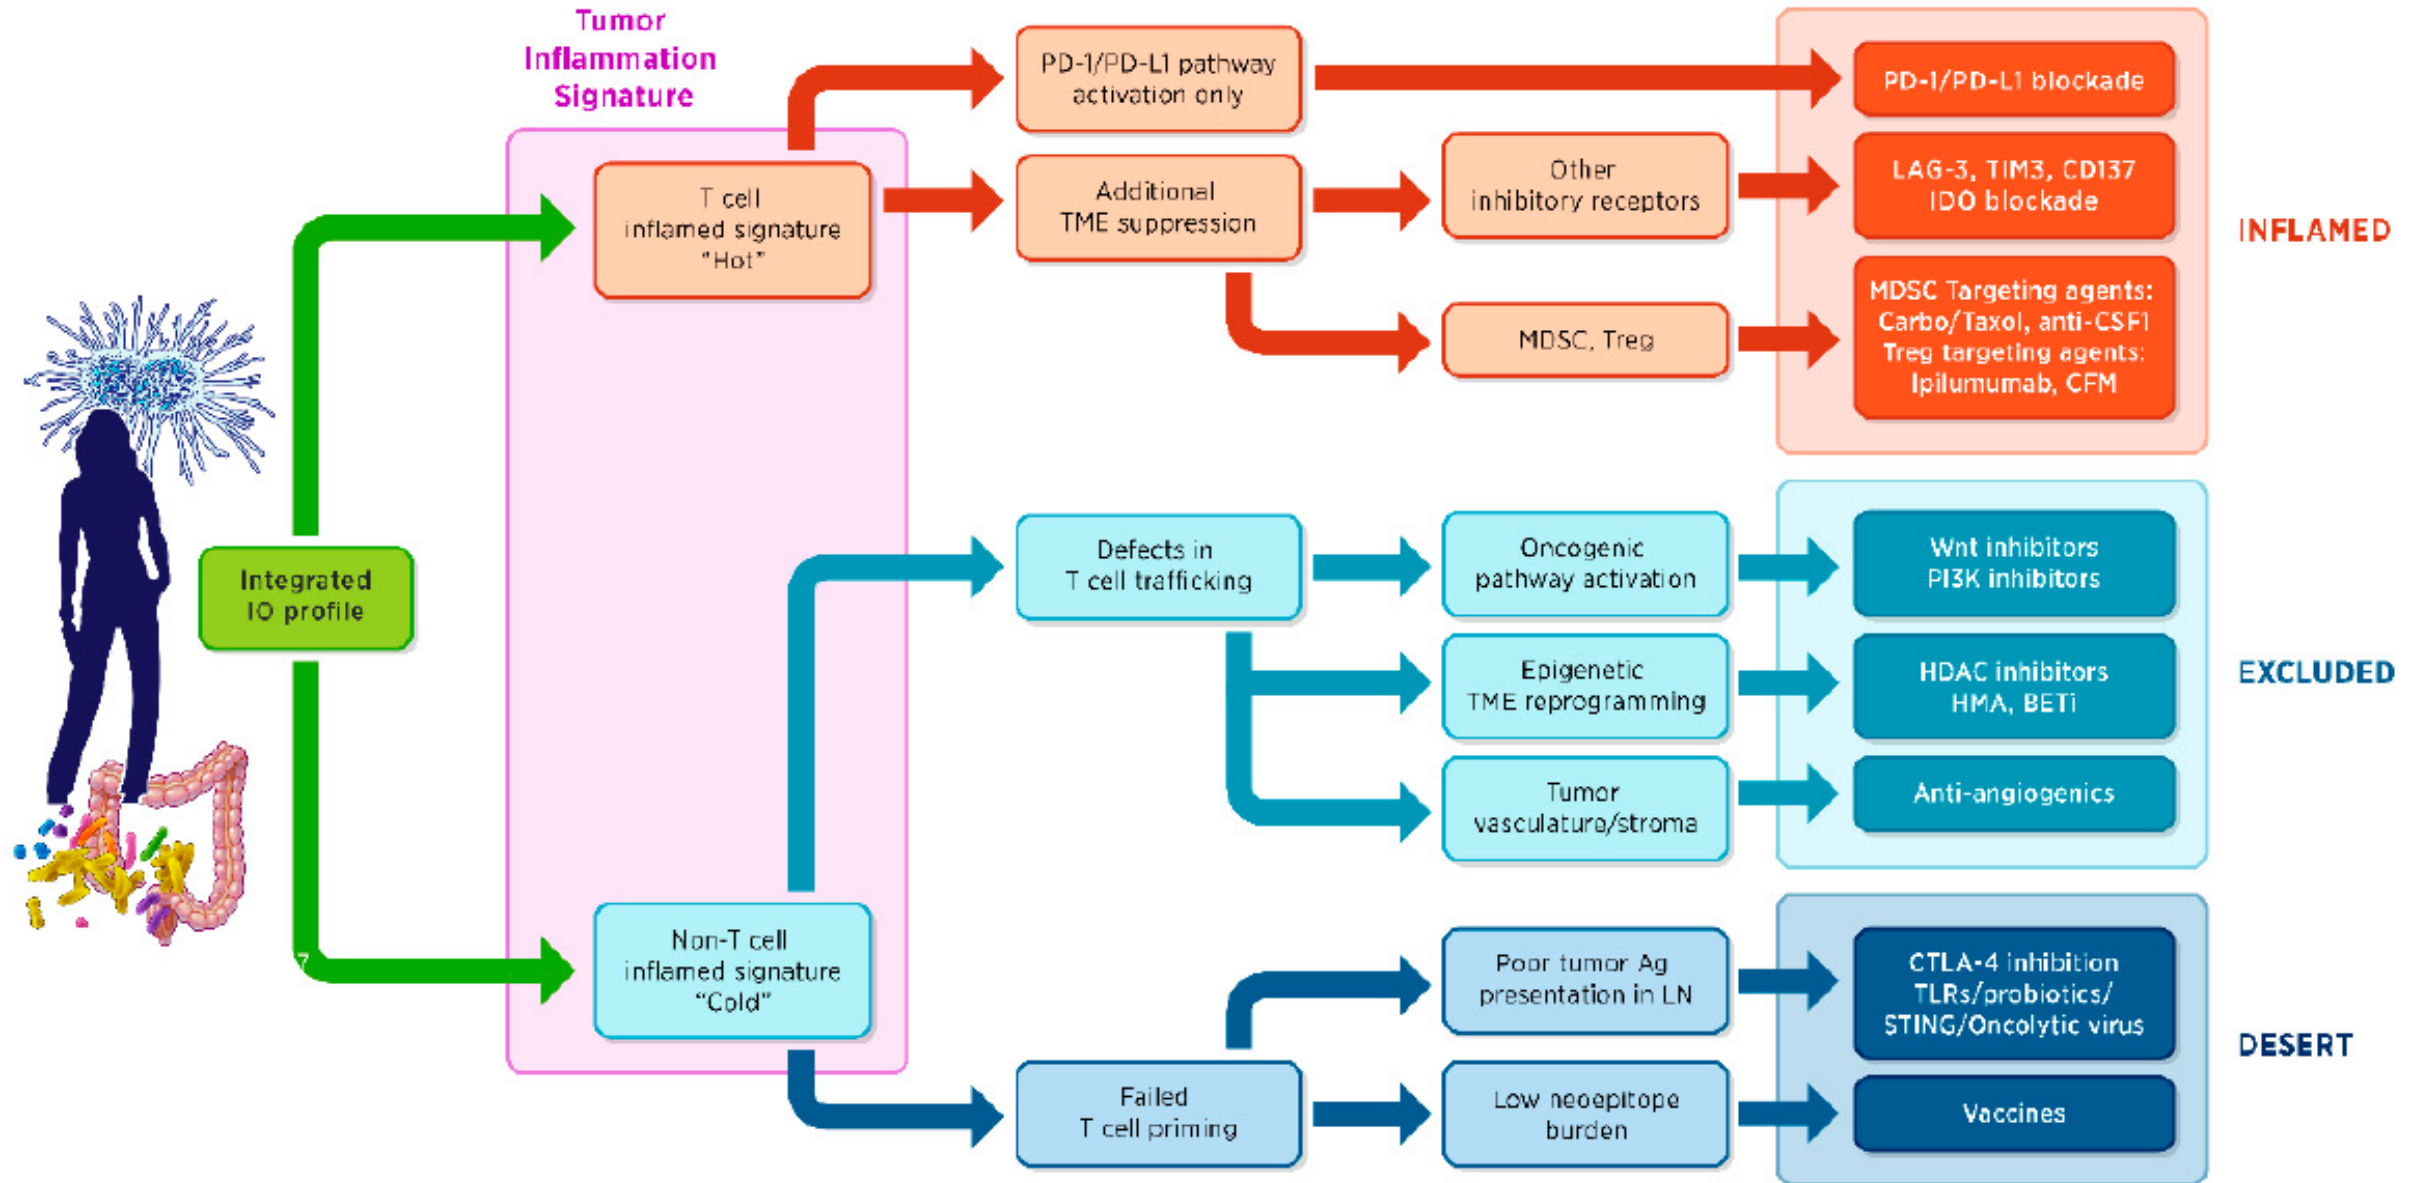 Tumor
Inflammation
Signature
PD-1/PD-L1 pathway
activation only
PD-1/PD-L1 blockade
T cell
inflamed signature
“Hot”
Additional
TME suppression
Other
inhibitory receptors
LAG-3, TIM3, CD137
IDO blockade
INFLAMED
MDSC, Treg
MDSC Targeting agents:
Carbo/Taxol, anti-CSF1
Treg targeting agents:
Ipilumumab, CFM
Integrated
IO profile
Defects in
T cell trafficking
Oncogenic
pathway activation
Wnt inhibitors
PI3K inhibitors
Epigenetic
TME reprogramming
HDAC inhibitors
HMA, BETi
EXCLUDED
Tumor
vasculature/stroma
Anti-angiogenics
7
Non-T cell
inflamed signature
“Cold”
Poor tumor Ag
presentation in LN
CTLA-4 inhibition
TLRs/probiotics/
STING/Oncolytic virus
DESERT
Failed
T cell priming
Low neoepitope
burden
Vaccines